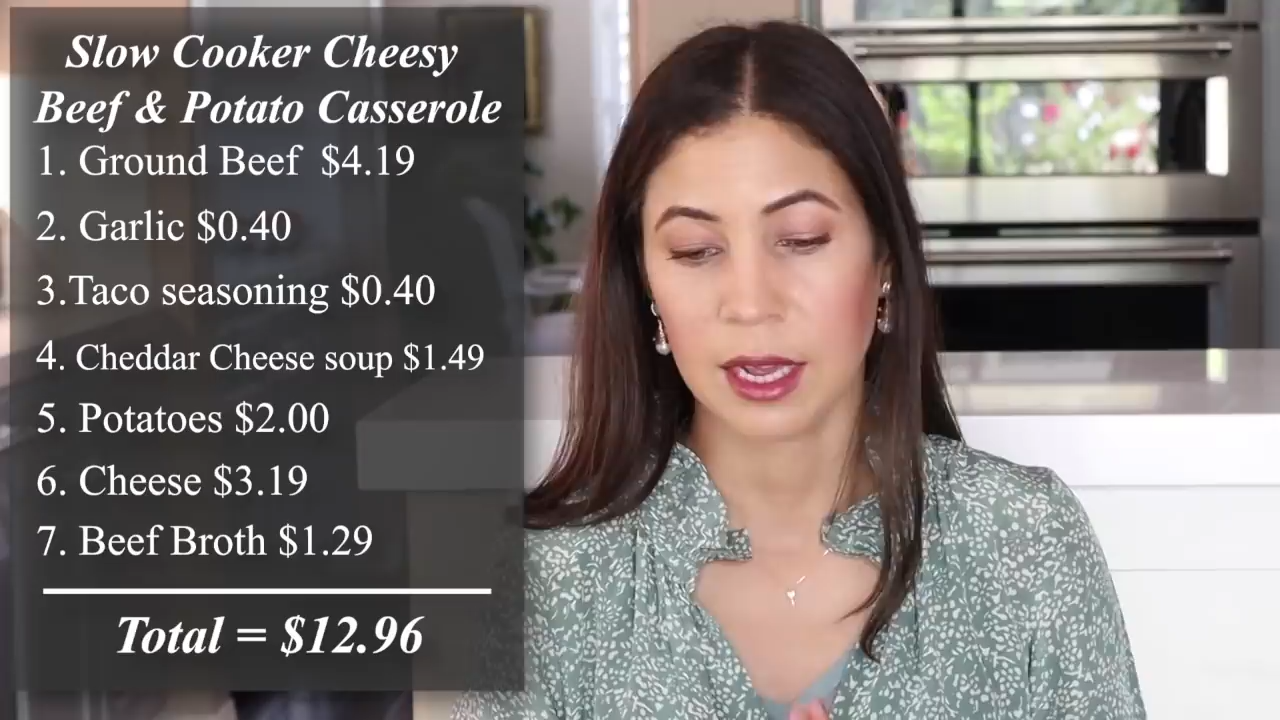 Slow Cooker Cheesy
Beef & Potato Casserole
1. Ground Beef $4.19
2. Garlic $0.40
3.Taco seasoning $0.40
4. Cheddar Cheese soup $1.49
5. Potatoes $2.00
6. Cheese $3.19
7. Beef Broth $1.29
Total = $12.96